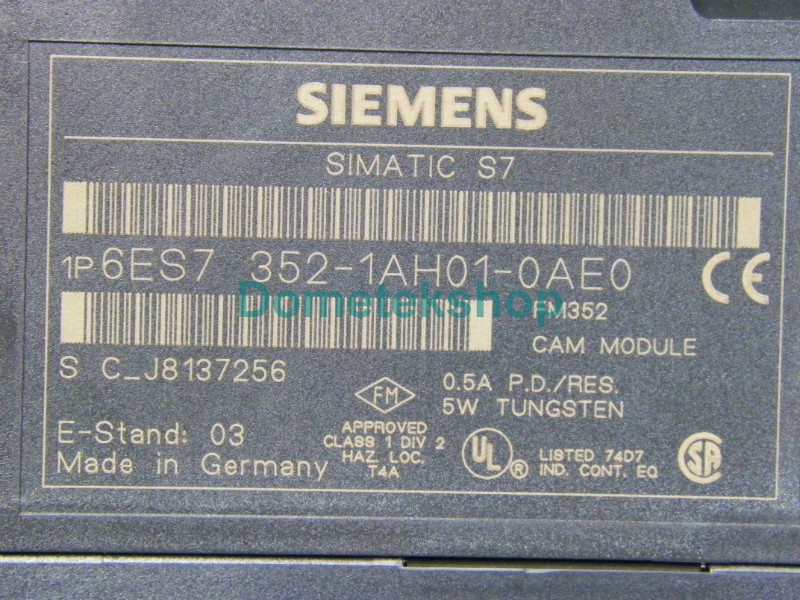 SIEMENS
SIMATIC S7
1P 6ES7 352-1AH01-0AE0
CE
Dometekshop
FM352
CAM MODULE
S C_J8137256
0.5A P.D./RES.
5W TUNGSTEN
FM
APPROVED
CLASS 1 DIV 2
HAZ. LOC.
T4A
E-Stand: 03
Made in Germany
UL ®
LISTED 74D7
IND. CONT. EQ
SA